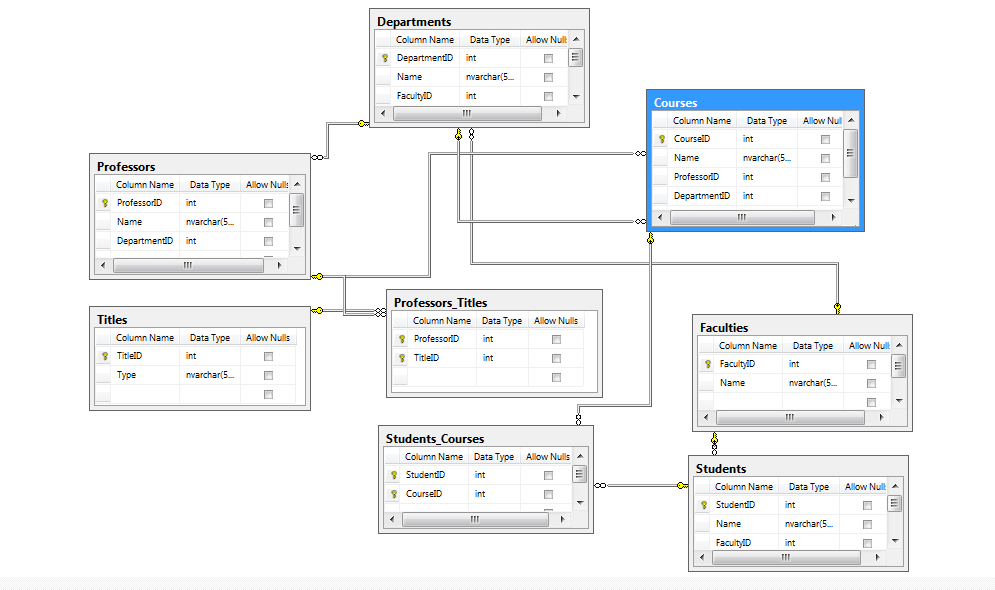 Departments
Column Name Data Type Allow Nulls
DepartmentID int
Name nvarchar(5...
FacultyID int
Courses
Column Name Data Type Allow Nul
CourseID int
Name nvarchar(5...
ProfessorID int
DepartmentID int
Professors
Column Name Data Type Allow Nulls
ProfessorID int
Name nvarchar(5...
DepartmentID int
Professors_Titles
Column Name Data Type Allow Nulls
ProfessorID int
TitleID int
Titles
Column Name Data Type Allow Nulls
TitleID int
Type nvarchar(5...
Faculties
Column Name Data Type Allow Nulls
FacultyID int
Name nvarchar(5...
Students_Courses
Column Name Data Type Allow Nulls
StudentID int
CourseID int
Students
Column Name Data Type Allow Nulls
StudentID int
Name nvarchar(5...
FacultyID int